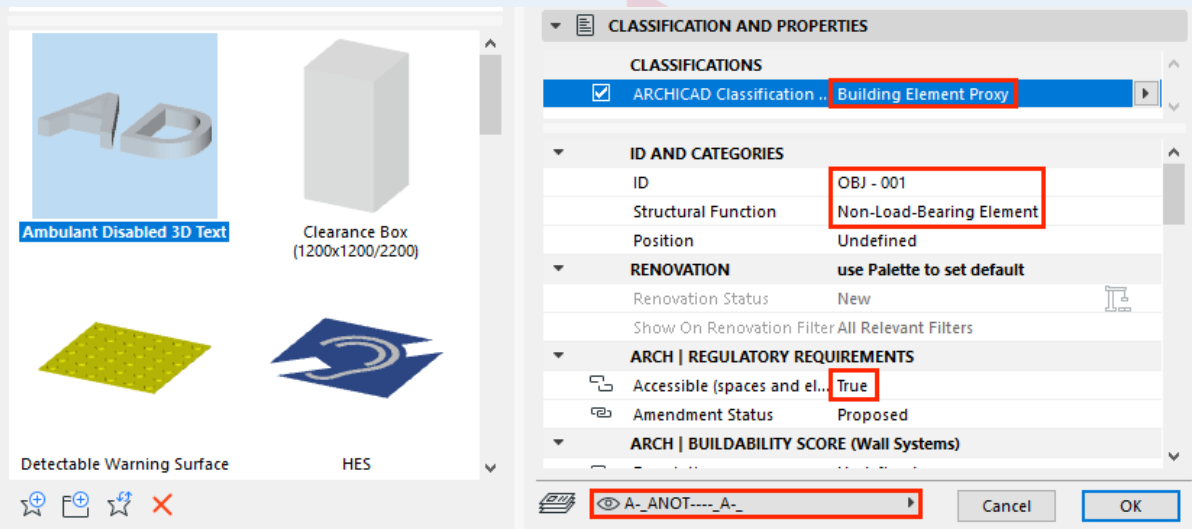 Ambulant Disabled 3D Text
Clearance Box
(1200x1200/2200)
Detectable Warning Surface
HES
CLASSIFICATION AND PROPERTIES
CLASSIFICATIONS
ARCHICAD Classification ... Building Element Proxy
ID AND CATEGORIES
ID OBJ - 001
Structural Function Non-Load-Bearing Element
Position Undefined
RENOVATION use Palette to set default
Renovation Status New
Show On Renovation Filter All Relevant Filters
ARCH | REGULATORY REQUIREMENTS
Accessible (spaces and el... True
Amendment Status Proposed
ARCH | BUILDABILITY SCORE (Wall Systems)
A-_ANOT----_A-_
Cancel OK